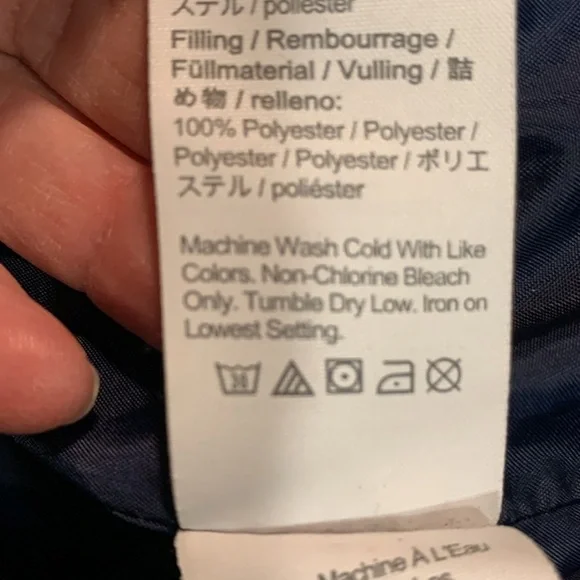 ステル / poliéster
Filling / Rembourrage /
Füllmaterial / Vulling / 詰
め物 / relleno:
100% Polyester / Polyester /
Polyester / Polyester / ポリエ
ステル / poliéster
Machine Wash Cold With Like
Colors. Non-Chlorine Bleach
Only. Tumble Dry Low. Iron on
Lowest Setting.
30
Machine À L'Eau